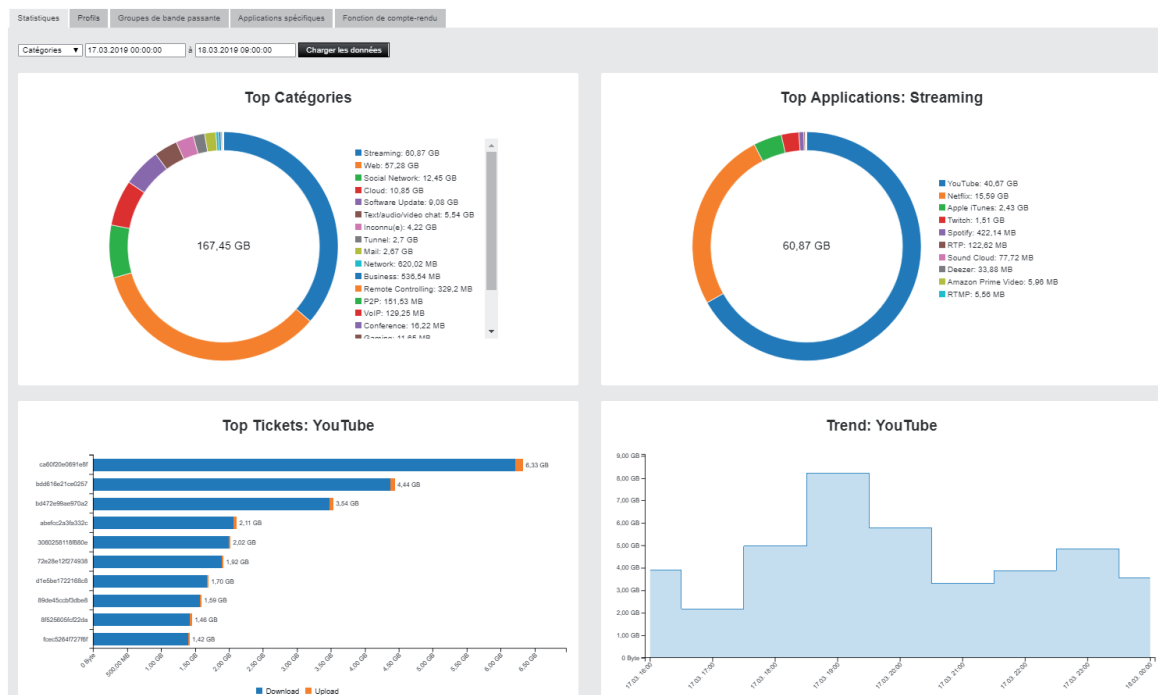 Statistiques Profils Groupes de bande passante Applications spécifiques Fonction de compte-rendu
Catégories ▼ 17.03.2019 00:00:00 à 18.03.2019 09:00:00 Charger les données
Top Catégories
167,45 GB
Streaming: 60,87 GB
Web: 57,28 GB
Social Network: 12,45 GB
Cloud: 10,85 GB
Software Update: 9,08 GB
Text/audio/video chat: 5,54 GB
Inconnu(e): 4,22 GB
Tunnel: 2,7 GB
Mail: 2,67 GB
Network: 620,02 MB
Business: 536,54 MB
Remote Controlling: 329,2 MB
P2P: 151,53 MB
VoIP: 129,25 MB
Conference: 16,22 MB
Gaming: 11,65 MB
Top Applications: Streaming
60,87 GB
YouTube: 40,67 GB
Netflix: 15,59 GB
Apple iTunes: 2,43 GB
Twitch: 1,51 GB
Spotify: 422,14 MB
RTP: 122,62 MB
Sound Cloud: 77,72 MB
Deezer: 33,88 MB
Amazon Prime Video: 5,96 MB
RTMP: 5,56 MB
Top Tickets: YouTube
ca60f20e0691e8f 6,33 GB
bdd616e21ce0257 4,44 GB
bd472e99ae970a2 3,54 GB
abefcc2a3fa332c 2,11 GB
3080258118f880e 2,02 GB
72e28e12f274938 1,92 GB
d1e5be1722168c8 1,70 GB
89de45ccbf3dbe8 1,59 GB
8f525605fcf22da 1,46 GB
fcec5264f727f6f 1,42 GB
0 Byte 500,00 MB 1,00 GB 1,50 GB 2,00 GB 2,50 GB 3,00 GB 3,50 GB 4,00 GB 4,50 GB 5,00 GB 5,50 GB 6,00 GB 6,50 GB
Download Upload
Trend: YouTube
9,00 GB
8,00 GB
7,00 GB
6,00 GB
5,00 GB
4,00 GB
3,00 GB
2,00 GB
1,00 GB
0 Byte
17.03. 16:00 17.03. 17:00 17.03. 18:00 17.03. 19:00 17.03. 20:00 17.03. 21:00 17.03. 22:00 17.03. 23:00 18.03. 00:00